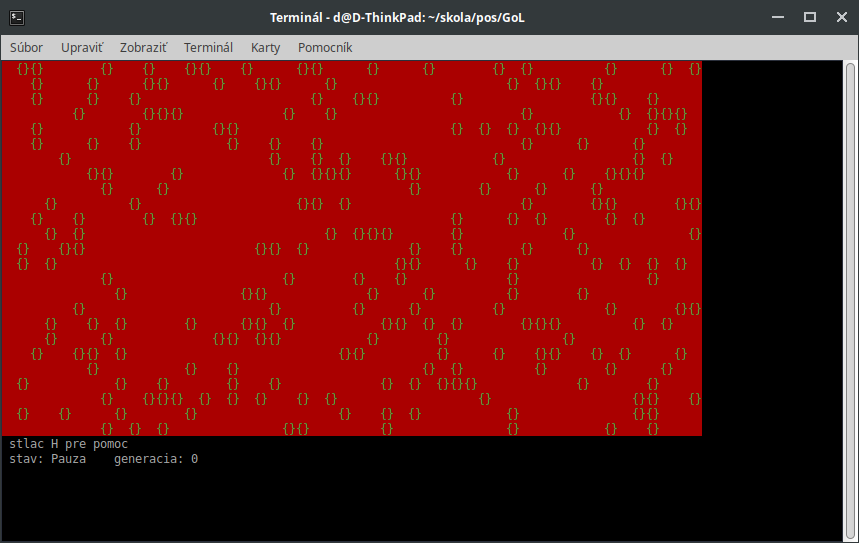 Terminál - d@D-ThinkPad: ~/skola/pos/GoL
Súbor Upraviť Zobraziť Terminál Karty Pomocník
{}{} {} {} {}{} {} {}{} {} {} {} {} {} {} {}
{} {} {}{} {} {}{} {} {} {}{} {}
{} {} {} {} {}{} {} {}{} {}
{} {}{}{} {} {} {} {} {}{}{}
{} {} {}{} {} {} {} {}{} {} {}
{} {} {} {} {} {} {} {} {}
{} {} {} {} {}{} {} {} {}
{}{} {} {} {}{}{} {}{} {} {} {}{}{}
{} {} {} {} {} {}
{} {} {}{} {} {} {}{} {}{}
{} {} {} {}{} {} {} {} {} {}
{} {} {} {}{}{} {} {} {}
{} {}{} {}{} {} {} {} {} {}
{} {} {}{} {} {} {} {} {} {}
{} {} {} {} {} {}
{} {}{} {} {} {} {}
{} {} {} {} {} {} {}{}
{} {} {} {} {}{} {} {}{} {} {} {}{}{} {} {}
{} {} {}{} {}{} {} {} {}
{} {}{} {} {}{} {} {} {}{} {} {} {}
{} {} {} {} {} {} {} {}
{} {} {} {} {} {} {} {}{}{} {} {}
{} {}{}{} {} {} {} {} {} {} {}{} {}
{} {} {} {} {} {} {} {} {}{}
{} {} {} {}{} {} {} {} {}
stlac H pre pomoc
stav: Pauza generacia: 0